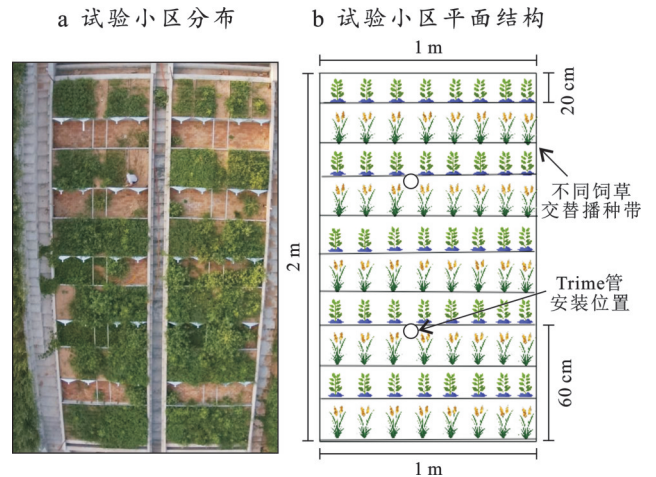 a 试验小区分布
b 试验小区平面结构
1 m
20 cm
不同饲草
交替播种带
2 m
Trime管
安装位置
60 cm
1 m